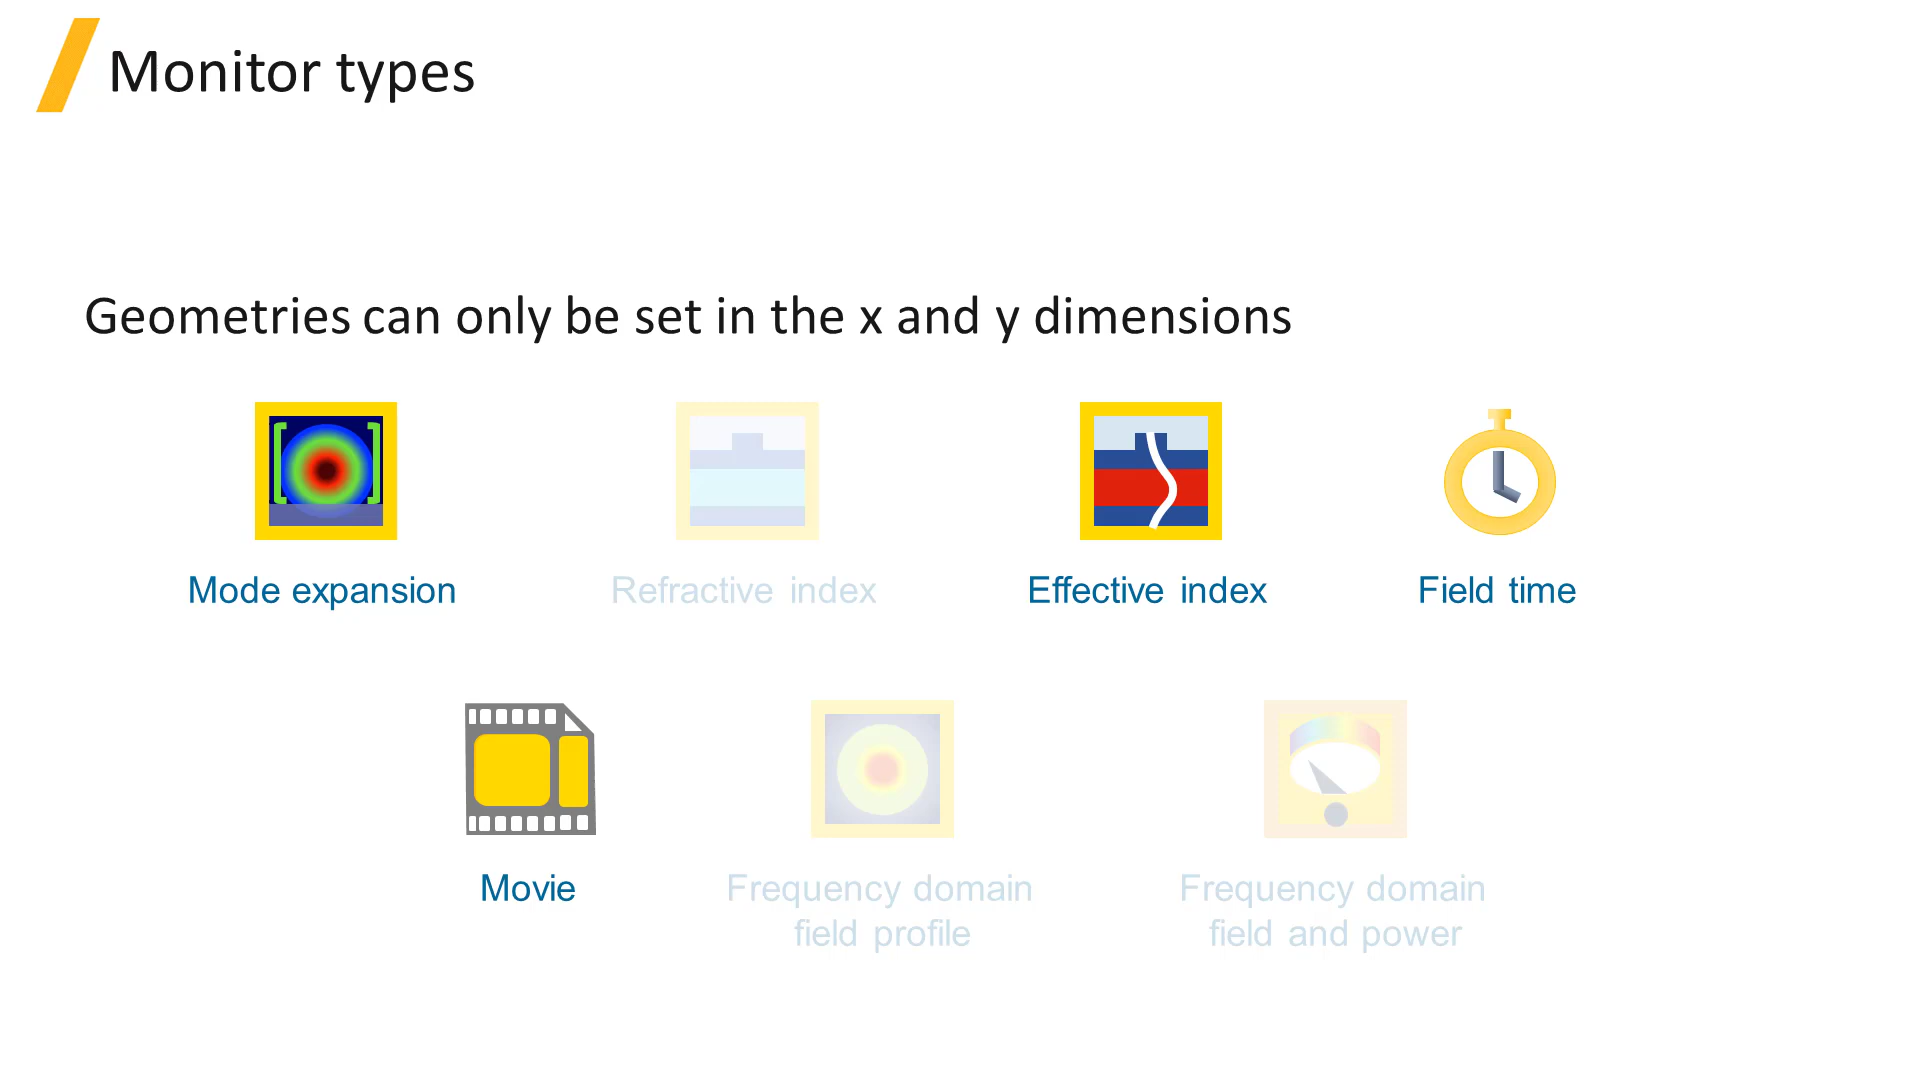 Monitor types
Geometries can only be set in the x and y dimensions
Mode expansion
Refractive index
Effective index
Field time
Movie
Frequency domain
field profile
Frequency domain
field and power